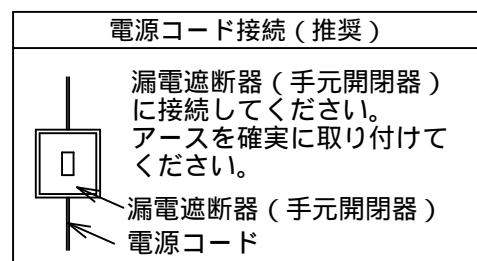 電源コード接続(推奨)
漏電遮断器(手元開閉器)
に接続してください。
アースを確実に取り付けて
ください。
漏電遮断器(手元開閉器)
電源コード